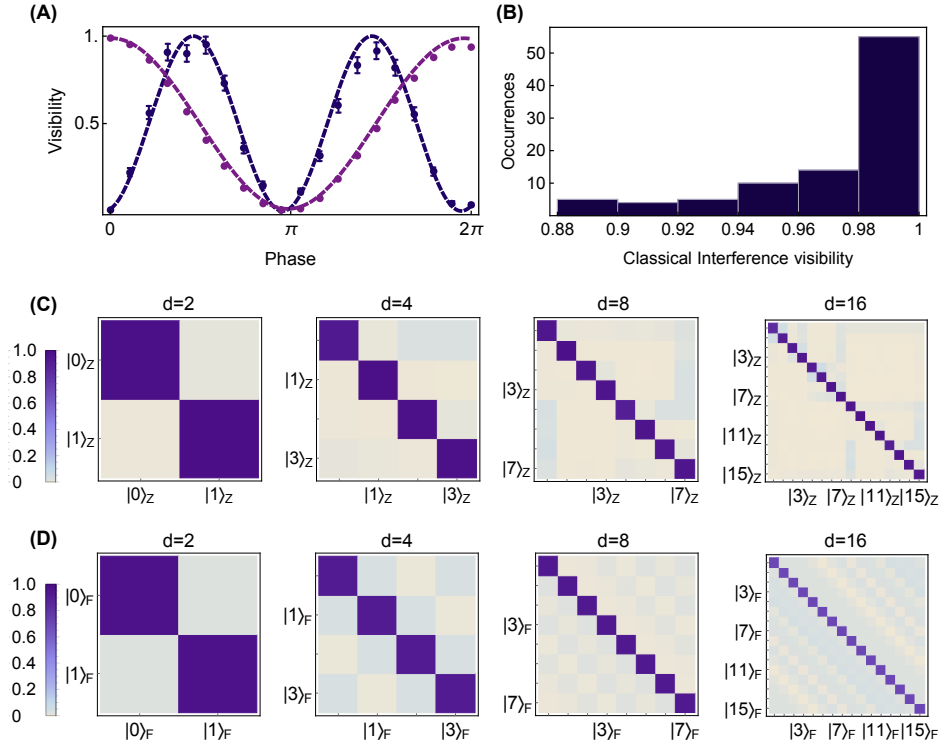 (A)
1.
0.5
Visibility
0
π
2π
Phase
(B)
50
40
30
20
10
Occurrences
0.88
0.9
0.92
0.94
0.96
0.98
1
Classical Interference visibility
(C)
d=2
d=4
d=8
d=16
1.0
0.8
0.6
0.4
0.2
0
|0⟩Z
|1⟩Z
|0⟩Z
|1⟩Z
|1⟩Z
|3⟩Z
|1⟩Z
|3⟩Z
|3⟩Z
|7⟩Z
|3⟩Z
|7⟩Z
|3⟩Z
|7⟩Z
|11⟩Z
|15⟩Z
|3⟩Z |7⟩Z |11⟩Z |15⟩Z
(D)
d=2
d=4
d=8
d=16
1.0
0.8
0.6
0.4
0.2
0
|0⟩F
|1⟩F
|0⟩F
|1⟩F
|1⟩F
|3⟩F
|1⟩F
|3⟩F
|3⟩F
|7⟩F
|3⟩F
|7⟩F
|3⟩F
|7⟩F
|11⟩F
|15⟩F
|3⟩F |7⟩F |11⟩F |15⟩F